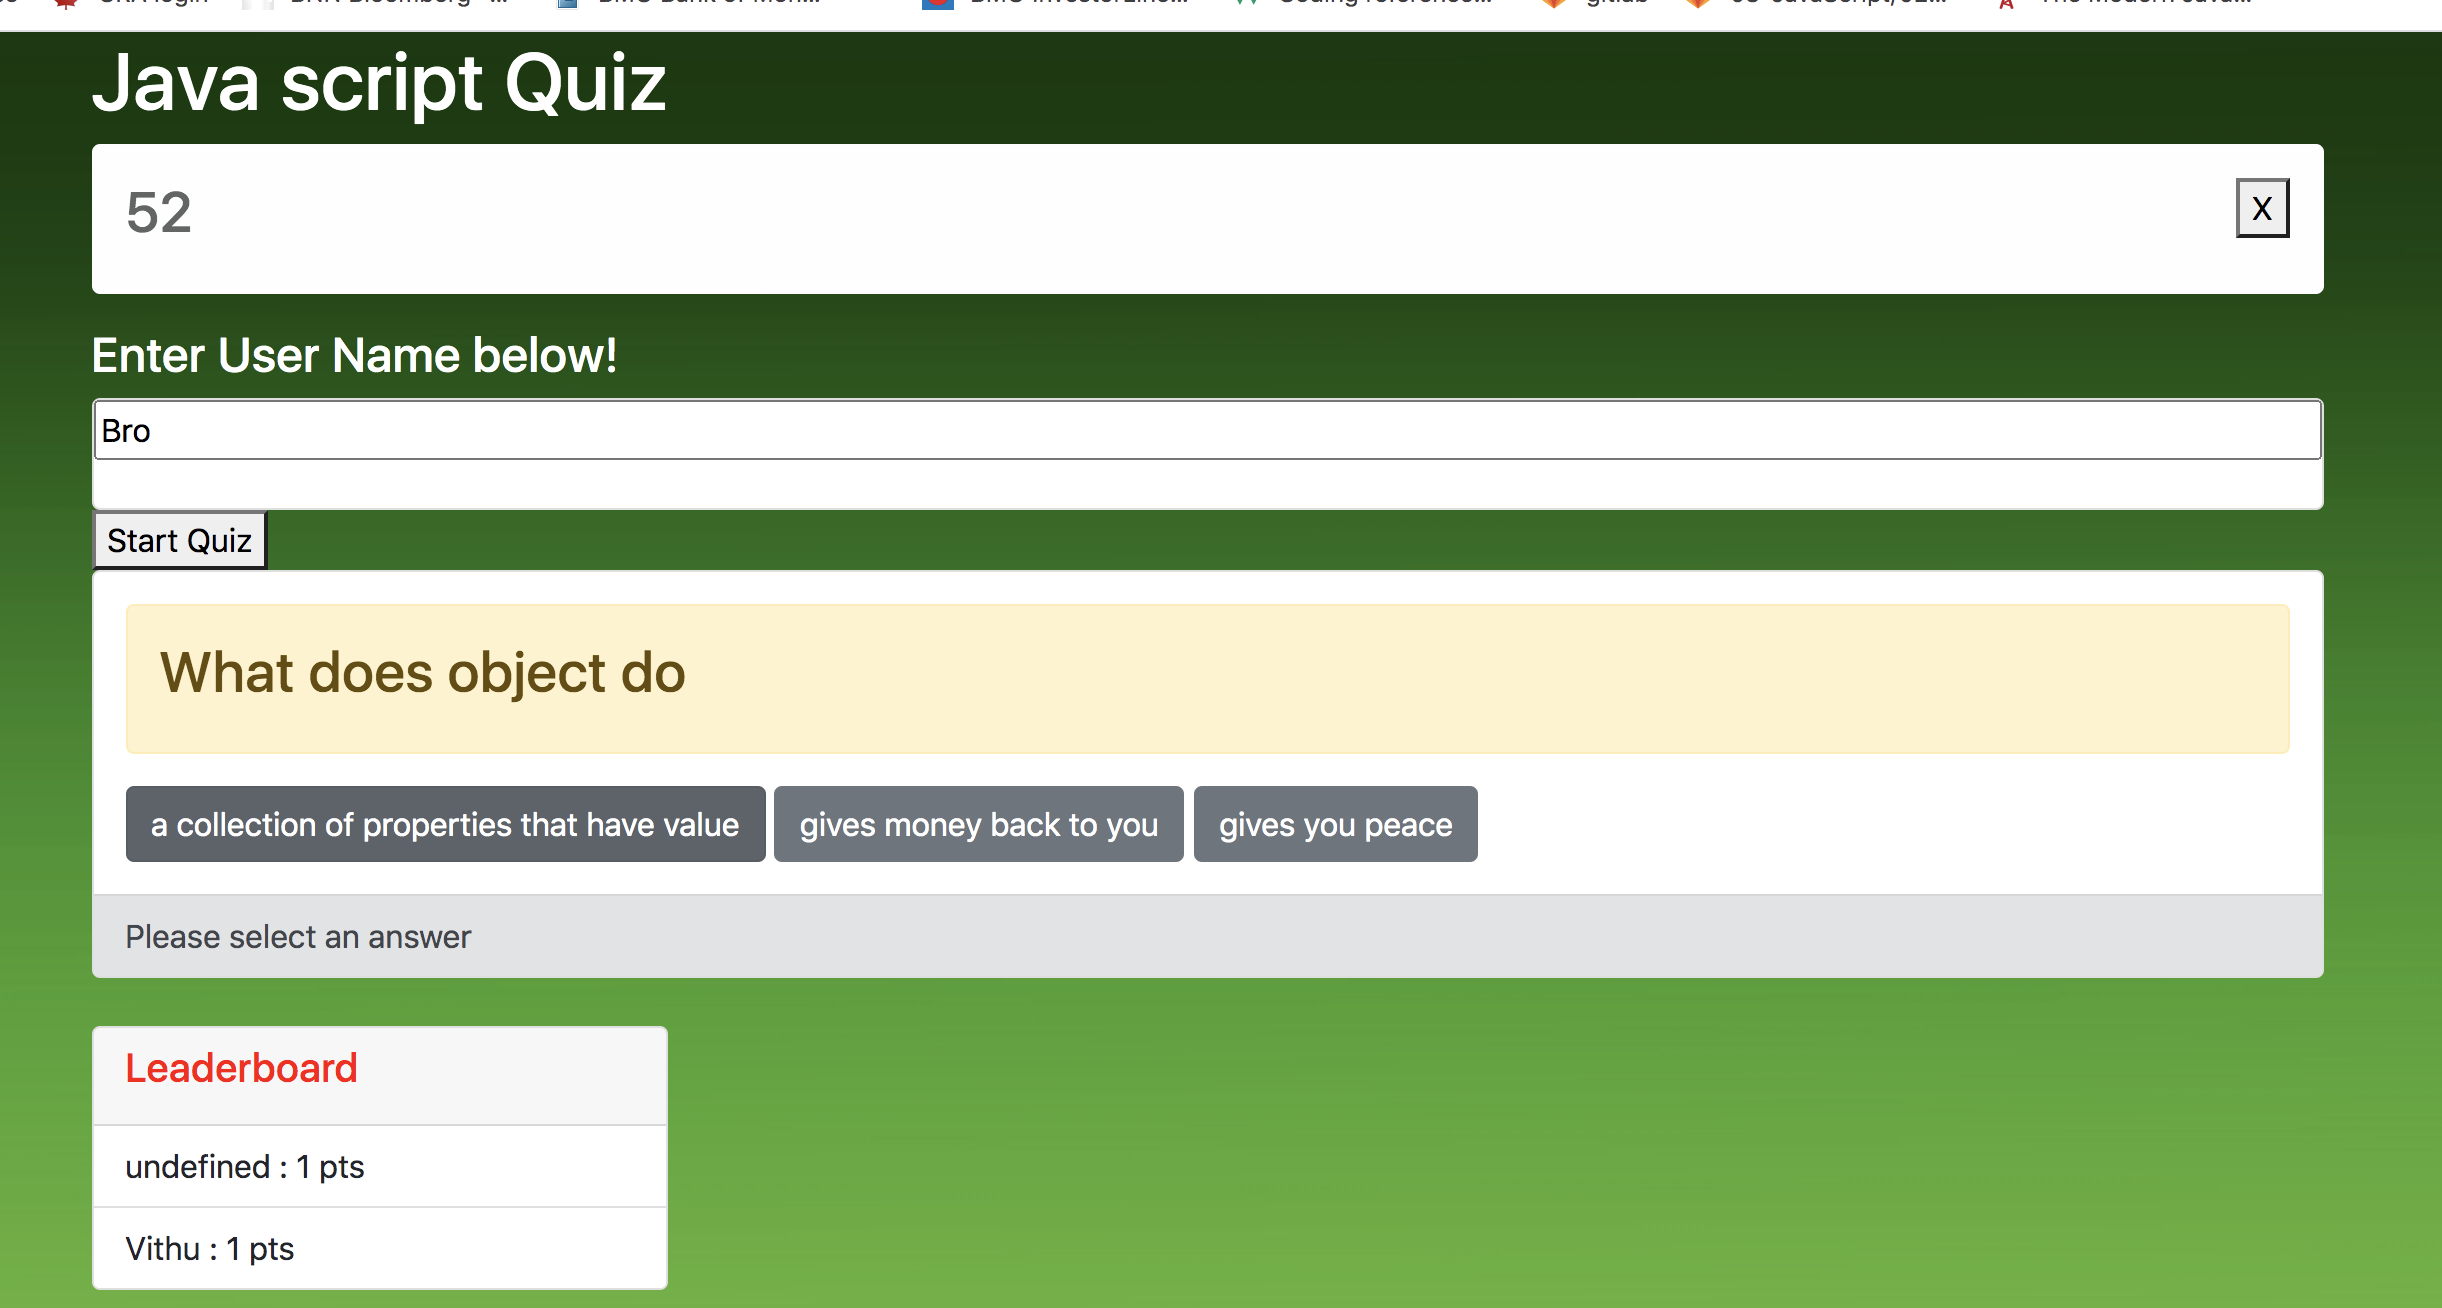 Java script Quiz
52
X
Enter User Name below!
Bro
Start Quiz
What does object do
a collection of properties that have value
gives money back to you
gives you peace
Please select an answer
Leaderboard
undefined : 1 pts
Vithu : 1 pts